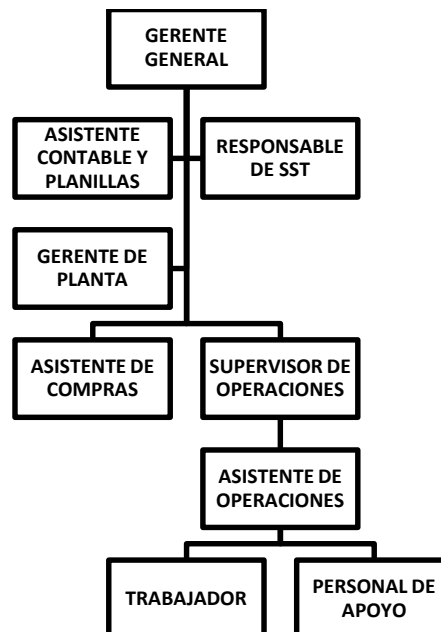 GERENTE
GENERAL
ASISTENTE
CONTABLE Y
PLANILLAS
RESPONSABLE
DE SST
GERENTE DE
PLANTA
ASISTENTE DE
COMPRAS
SUPERVISOR DE
OPERACIONES
ASISTENTE DE
OPERACIONES
TRABAJADOR
PERSONAL DE
APOYO